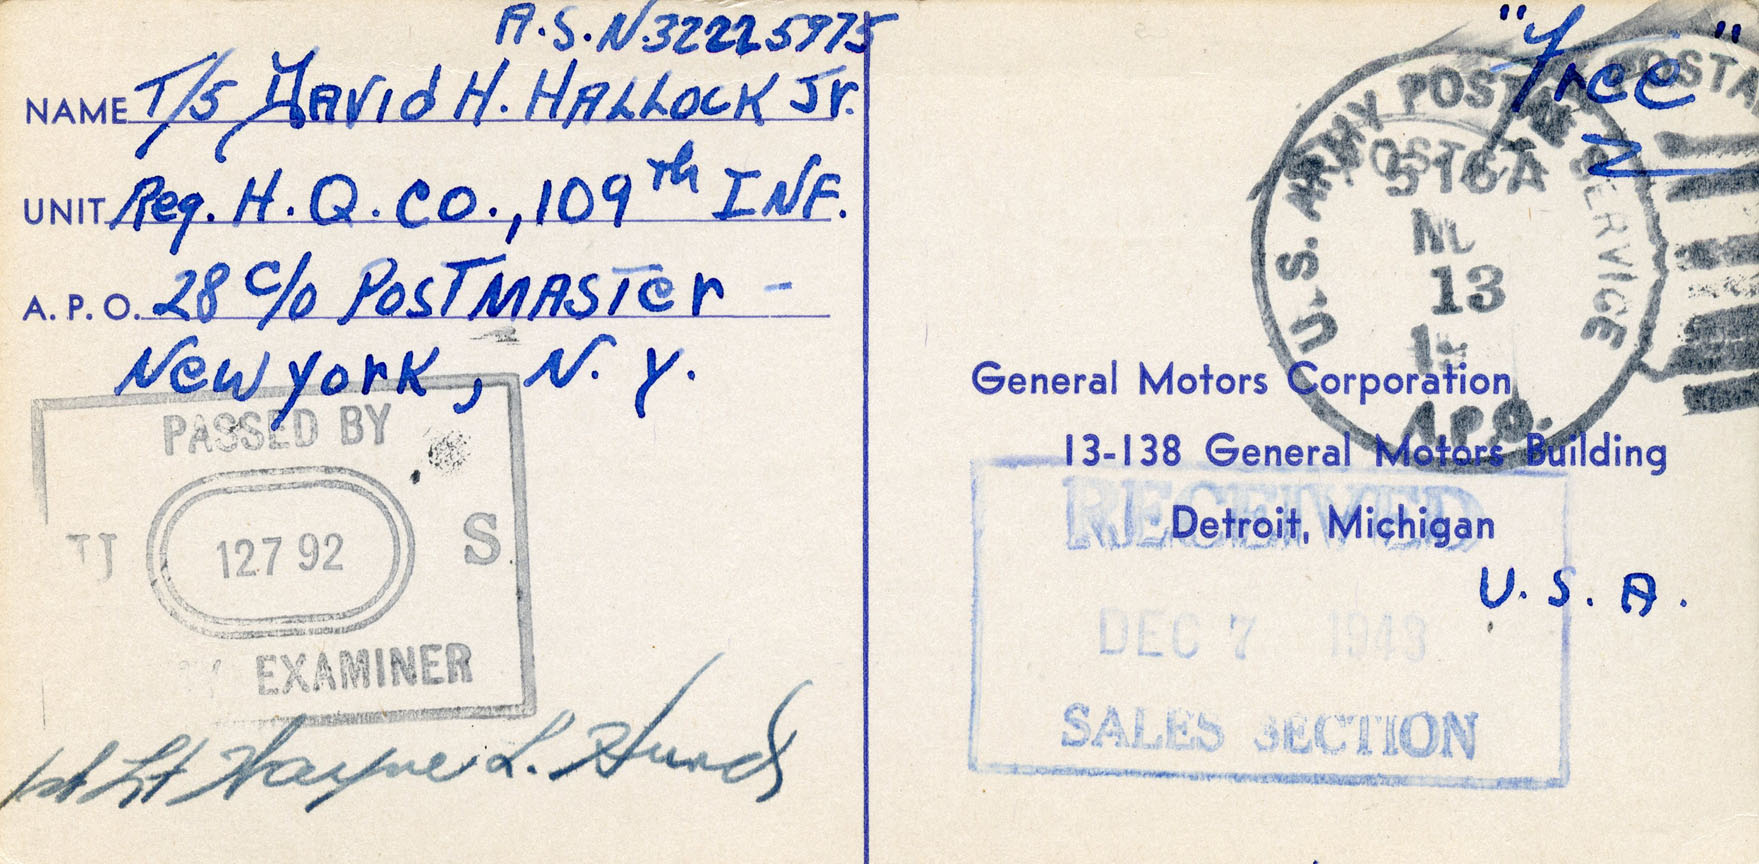 A.S.N. 32225975
NAME T/5 DAVID H. HALLOCK Jr.
UNIT Reg. H.Q. CO., 109th INF.
A.P.O. 28 c/o POSTMASTER -
New York, N. Y.
PASSED BY
S
127 92
EXAMINER
1st Lt Wayne L.
"Free"
U.S. ARMY POSTAL SERVICE
POSTA
13
A.P.O.
General Motors Corporation
13-138 General Motors Building
Detroit, Michigan
U. S. A.
RECEIVED
DEC 7 1943
SALES SECTION